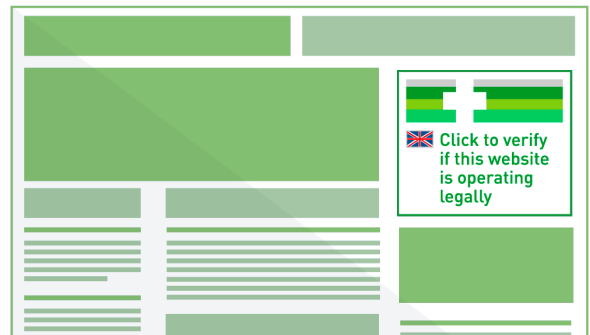 Click to verify
if this website
is operating
legally